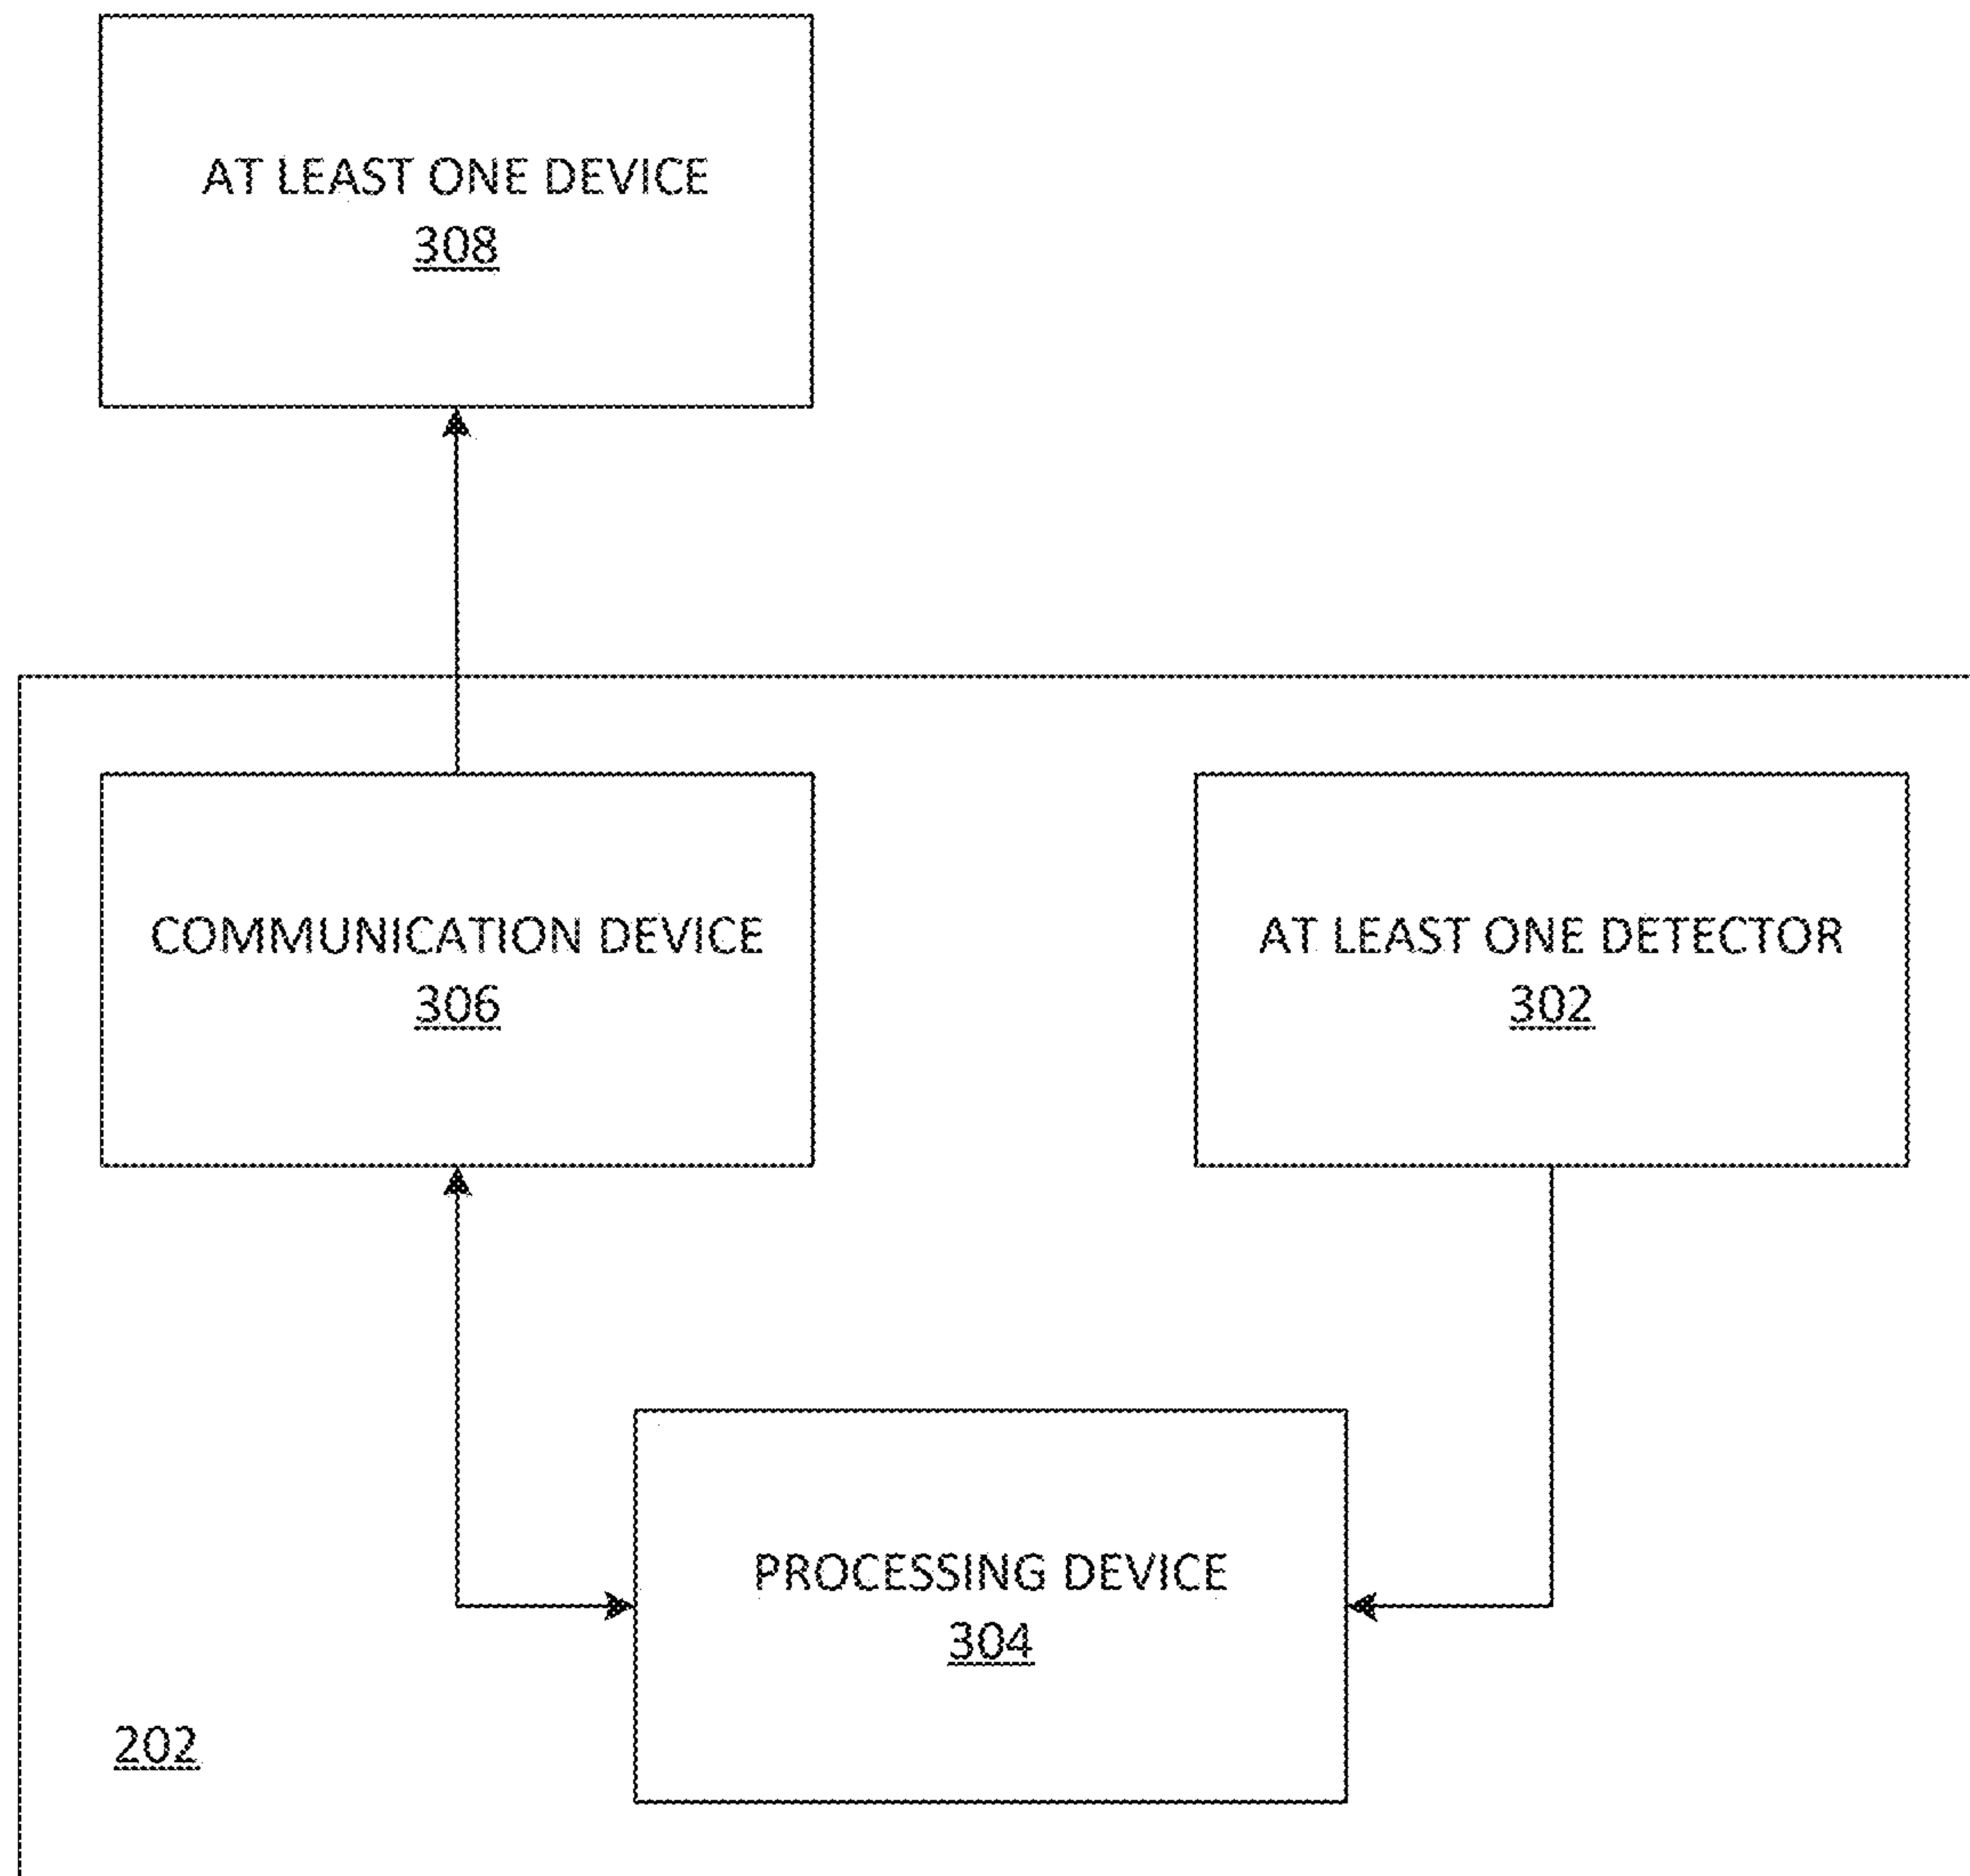 AT LEAST ONE DEVICE
308
COMMUNICATION DEVICE
306
AT LEAST ONE DETECTOR
302
PROCESSING DEVICE
304
202